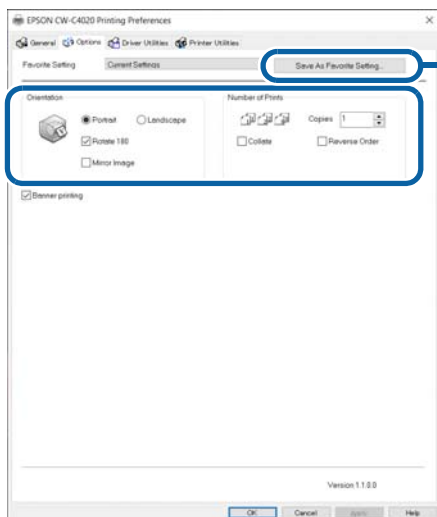 EPSON CW-C4020 Printing Preferences
General Options Driver Utilities Printer Utilities
Favorite Setting Current Settings Save As Favorite Setting...
Orientation Number of Prints
Portrait Landscape Copies 1
Rotate 180 Collate Reverse Order
Mirror Image
Banner printing
Version 1.1.0.0
OK Cancel Apply Help